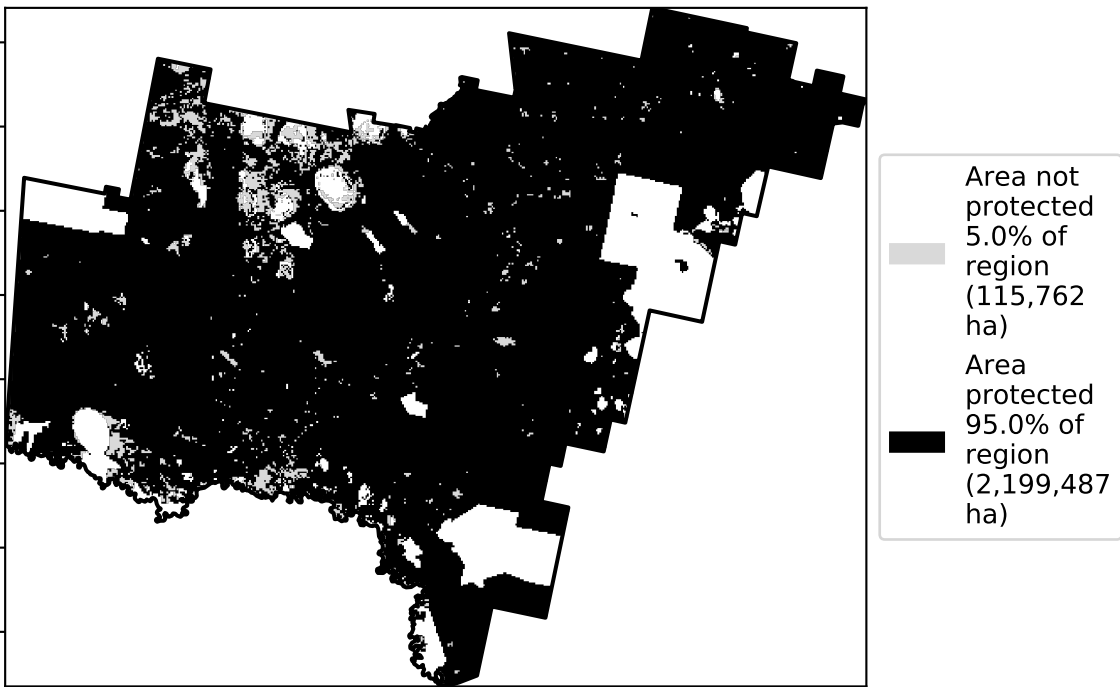 Area not
protected
5.0% of
region
(115,762
ha)
Area
protected
95.0% of
region
(2,199,487
ha)